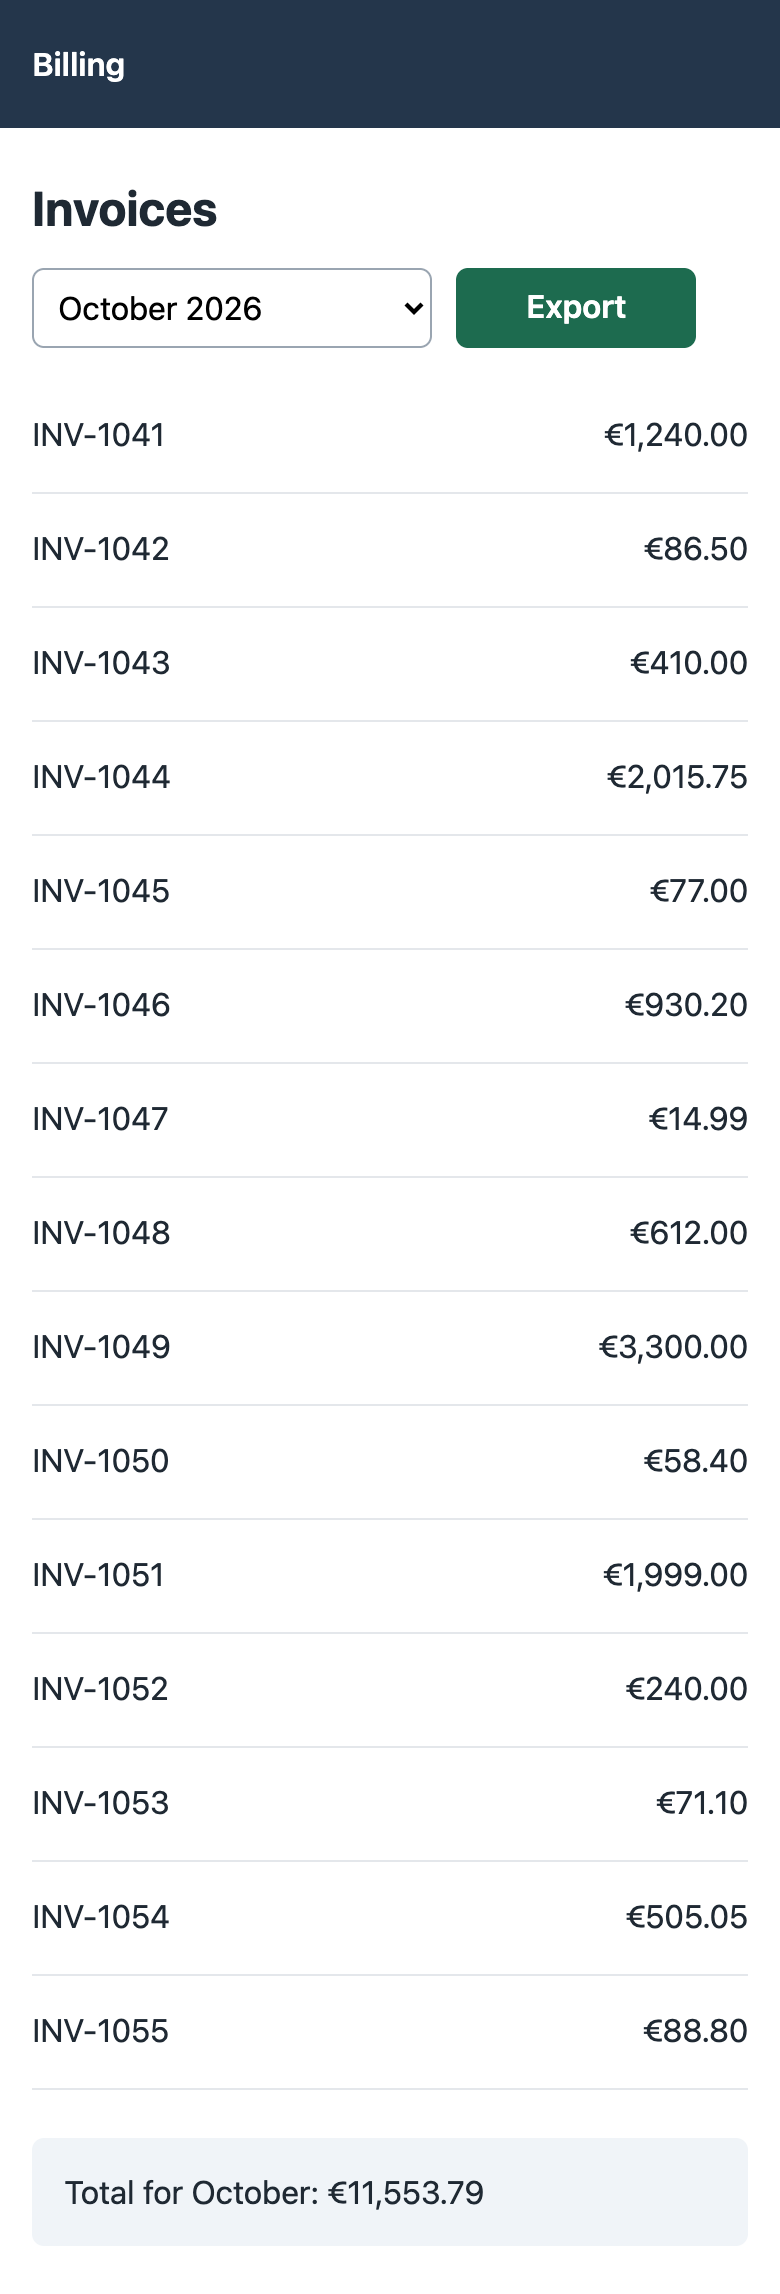 Billing
Invoices
October 2026 Export
INV-1041 €1,240.00
INV-1042 €86.50
INV-1043 €410.00
INV-1044 €2,015.75
INV-1045 €77.00
INV-1046 €930.20
INV-1047 €14.99
INV-1048 €612.00
INV-1049 €3,300.00
INV-1050 €58.40
INV-1051 €1,999.00
INV-1052 €240.00
INV-1053 €71.10
INV-1054 €505.05
INV-1055 €88.80
Total for October: €11,553.79